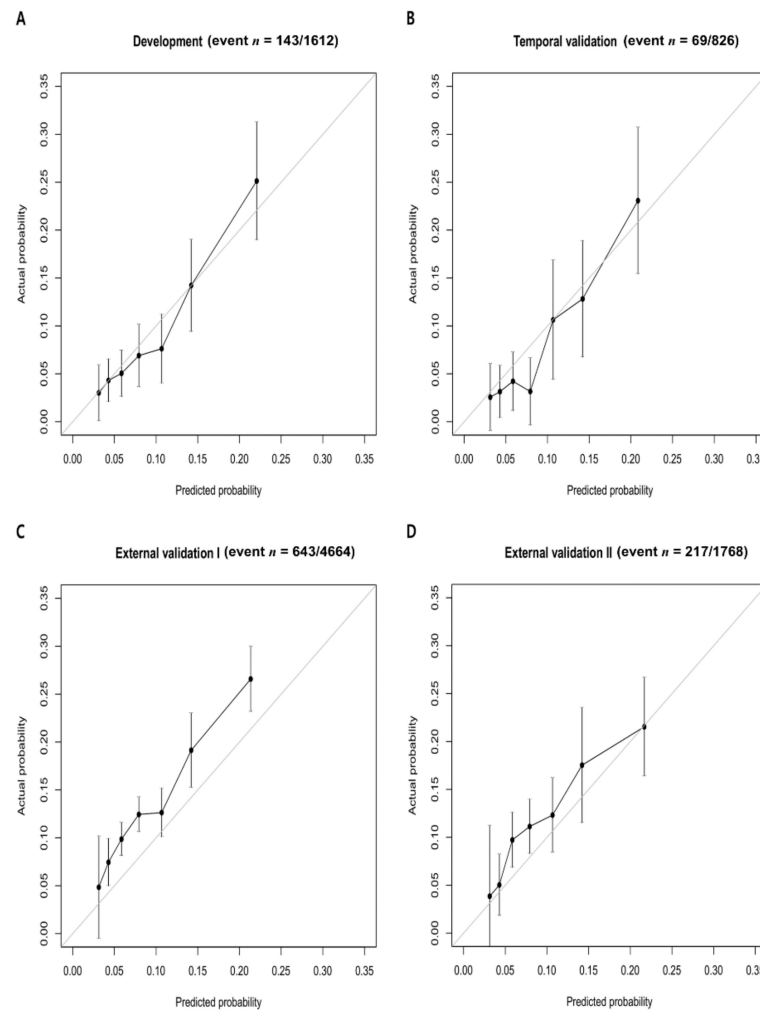 A
Development (event n = 143/1612)
0.35
0.30
0.25
0.20
0.15
0.10
0.05
0.00
Actual probability
0.00 0.05 0.10 0.15 0.20 0.25 0.30 0.35
Predicted probability
B
Temporal validation (event n = 69/826)
0.35
0.30
0.25
0.20
0.15
0.10
0.05
0.00
Actual probability
0.00 0.05 0.10 0.15 0.20 0.25 0.30
Predicted probability
C
External validation I (event n = 643/4664)
0.35
0.30
0.25
0.20
0.15
0.10
0.05
0.00
Actual probability
0.00 0.05 0.10 0.15 0.20 0.25 0.30 0.35
Predicted probability
D
External validation II (event n = 217/1768)
0.35
0.30
0.25
0.20
0.15
0.10
0.05
0.00
Actual probability
0.00 0.05 0.10 0.15 0.20 0.25 0.30
Predicted probability